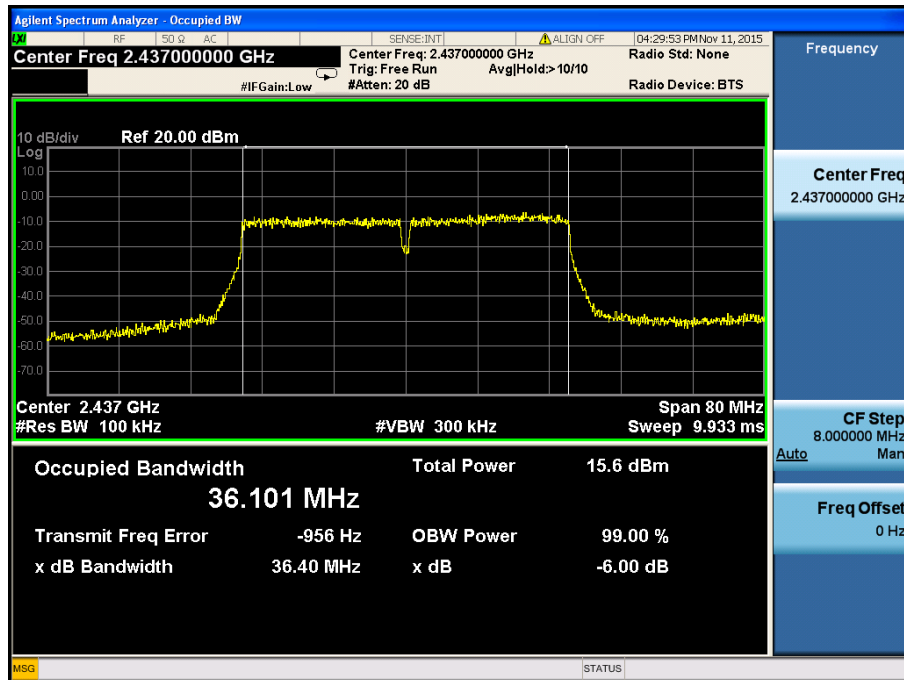 Agilent Spectrum Analyzer - Occupied BW
LXI RF 50 Ω AC SENSE:INT ALIGN OFF 04:29:53 PM Nov 11, 2015
Center Freq 2.437000000 GHz
Center Freq: 2.437000000 GHz
Radio Std: None
Trig: Free Run Avg|Hold:>10/10
#IFGain:Low
#Atten: 20 dB
Radio Device: BTS
10 dB/div Ref 20.00 dBm
Log
10.0
0.00
-10.0
-20.0
-30.0
-40.0
-50.0
-60.0
-70.0
Center 2.437 GHz Span 80 MHz
#Res BW 100 kHz #VBW 300 kHz Sweep 9.933 ms
Occupied Bandwidth Total Power 15.6 dBm
36.101 MHz
Transmit Freq Error -956 Hz OBW Power 99.00 %
x dB Bandwidth 36.40 MHz x dB -6.00 dB
MSG STATUS
Frequency
Center Freq
2.437000000 GHz
CF Step
8.000000 MHz
Auto Man
Freq Offset
0 Hz